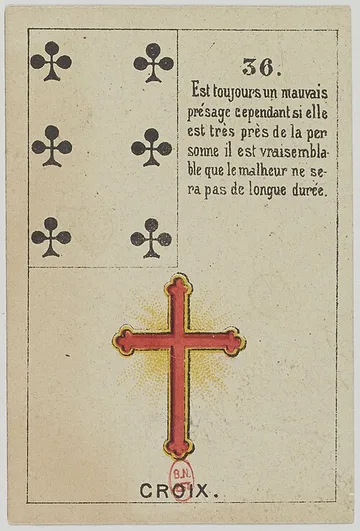 36.
Est toujours un mauvais
présage cependant si elle
est très près de la per
sonne il est vraisembla-
ble que le malheur ne se-
ra pas de longue durée.
B.N.
CROIX.